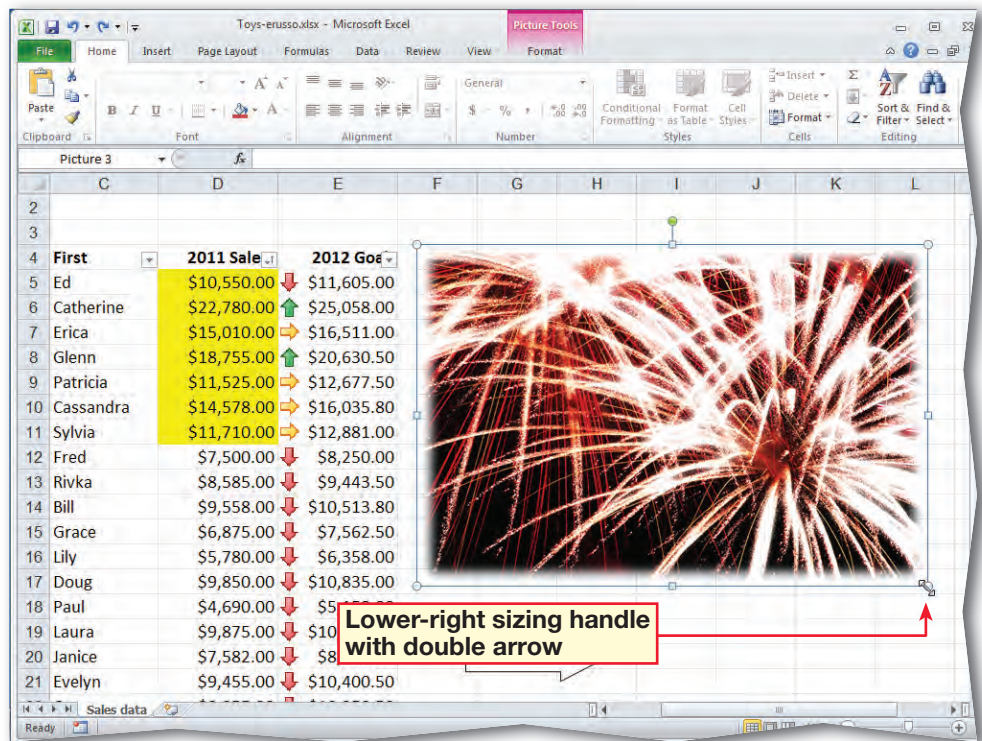 Toys-erusso.xlsx - Microsoft Excel
Picture Tools
File Home Insert Page Layout Formulas Data Review View Format
Paste
B I U
A A
A
General
$ % ,
Conditional Formatting
Format as Table
Cell Styles
Insert
Delete
Format
Sort & Filter
Find & Select
Clipboard Font Alignment Number Styles Cells Editing
Picture 3 fx
C D E F G H I J K L
2
3
4 First 2011 Sale 2012 Goa
5 Ed $10,550.00 $11,605.00
6 Catherine $22,780.00 $25,058.00
7 Erica $15,010.00 $16,511.00
8 Glenn $18,755.00 $20,630.50
9 Patricia $11,525.00 $12,677.50
10 Cassandra $14,578.00 $16,035.80
11 Sylvia $11,710.00 $12,881.00
12 Fred $7,500.00 $8,250.00
13 Rivka $8,585.00 $9,443.50
14 Bill $9,558.00 $10,513.80
15 Grace $6,875.00 $7,562.50
16 Lily $5,780.00 $6,358.00
17 Doug $9,850.00 $10,835.00
18 Paul $4,690.00
19 Laura $9,875.00
20 Janice $7,582.00
21 Evelyn $9,455.00 $10,400.50
Lower-right sizing handle
with double arrow
Sales data
Ready